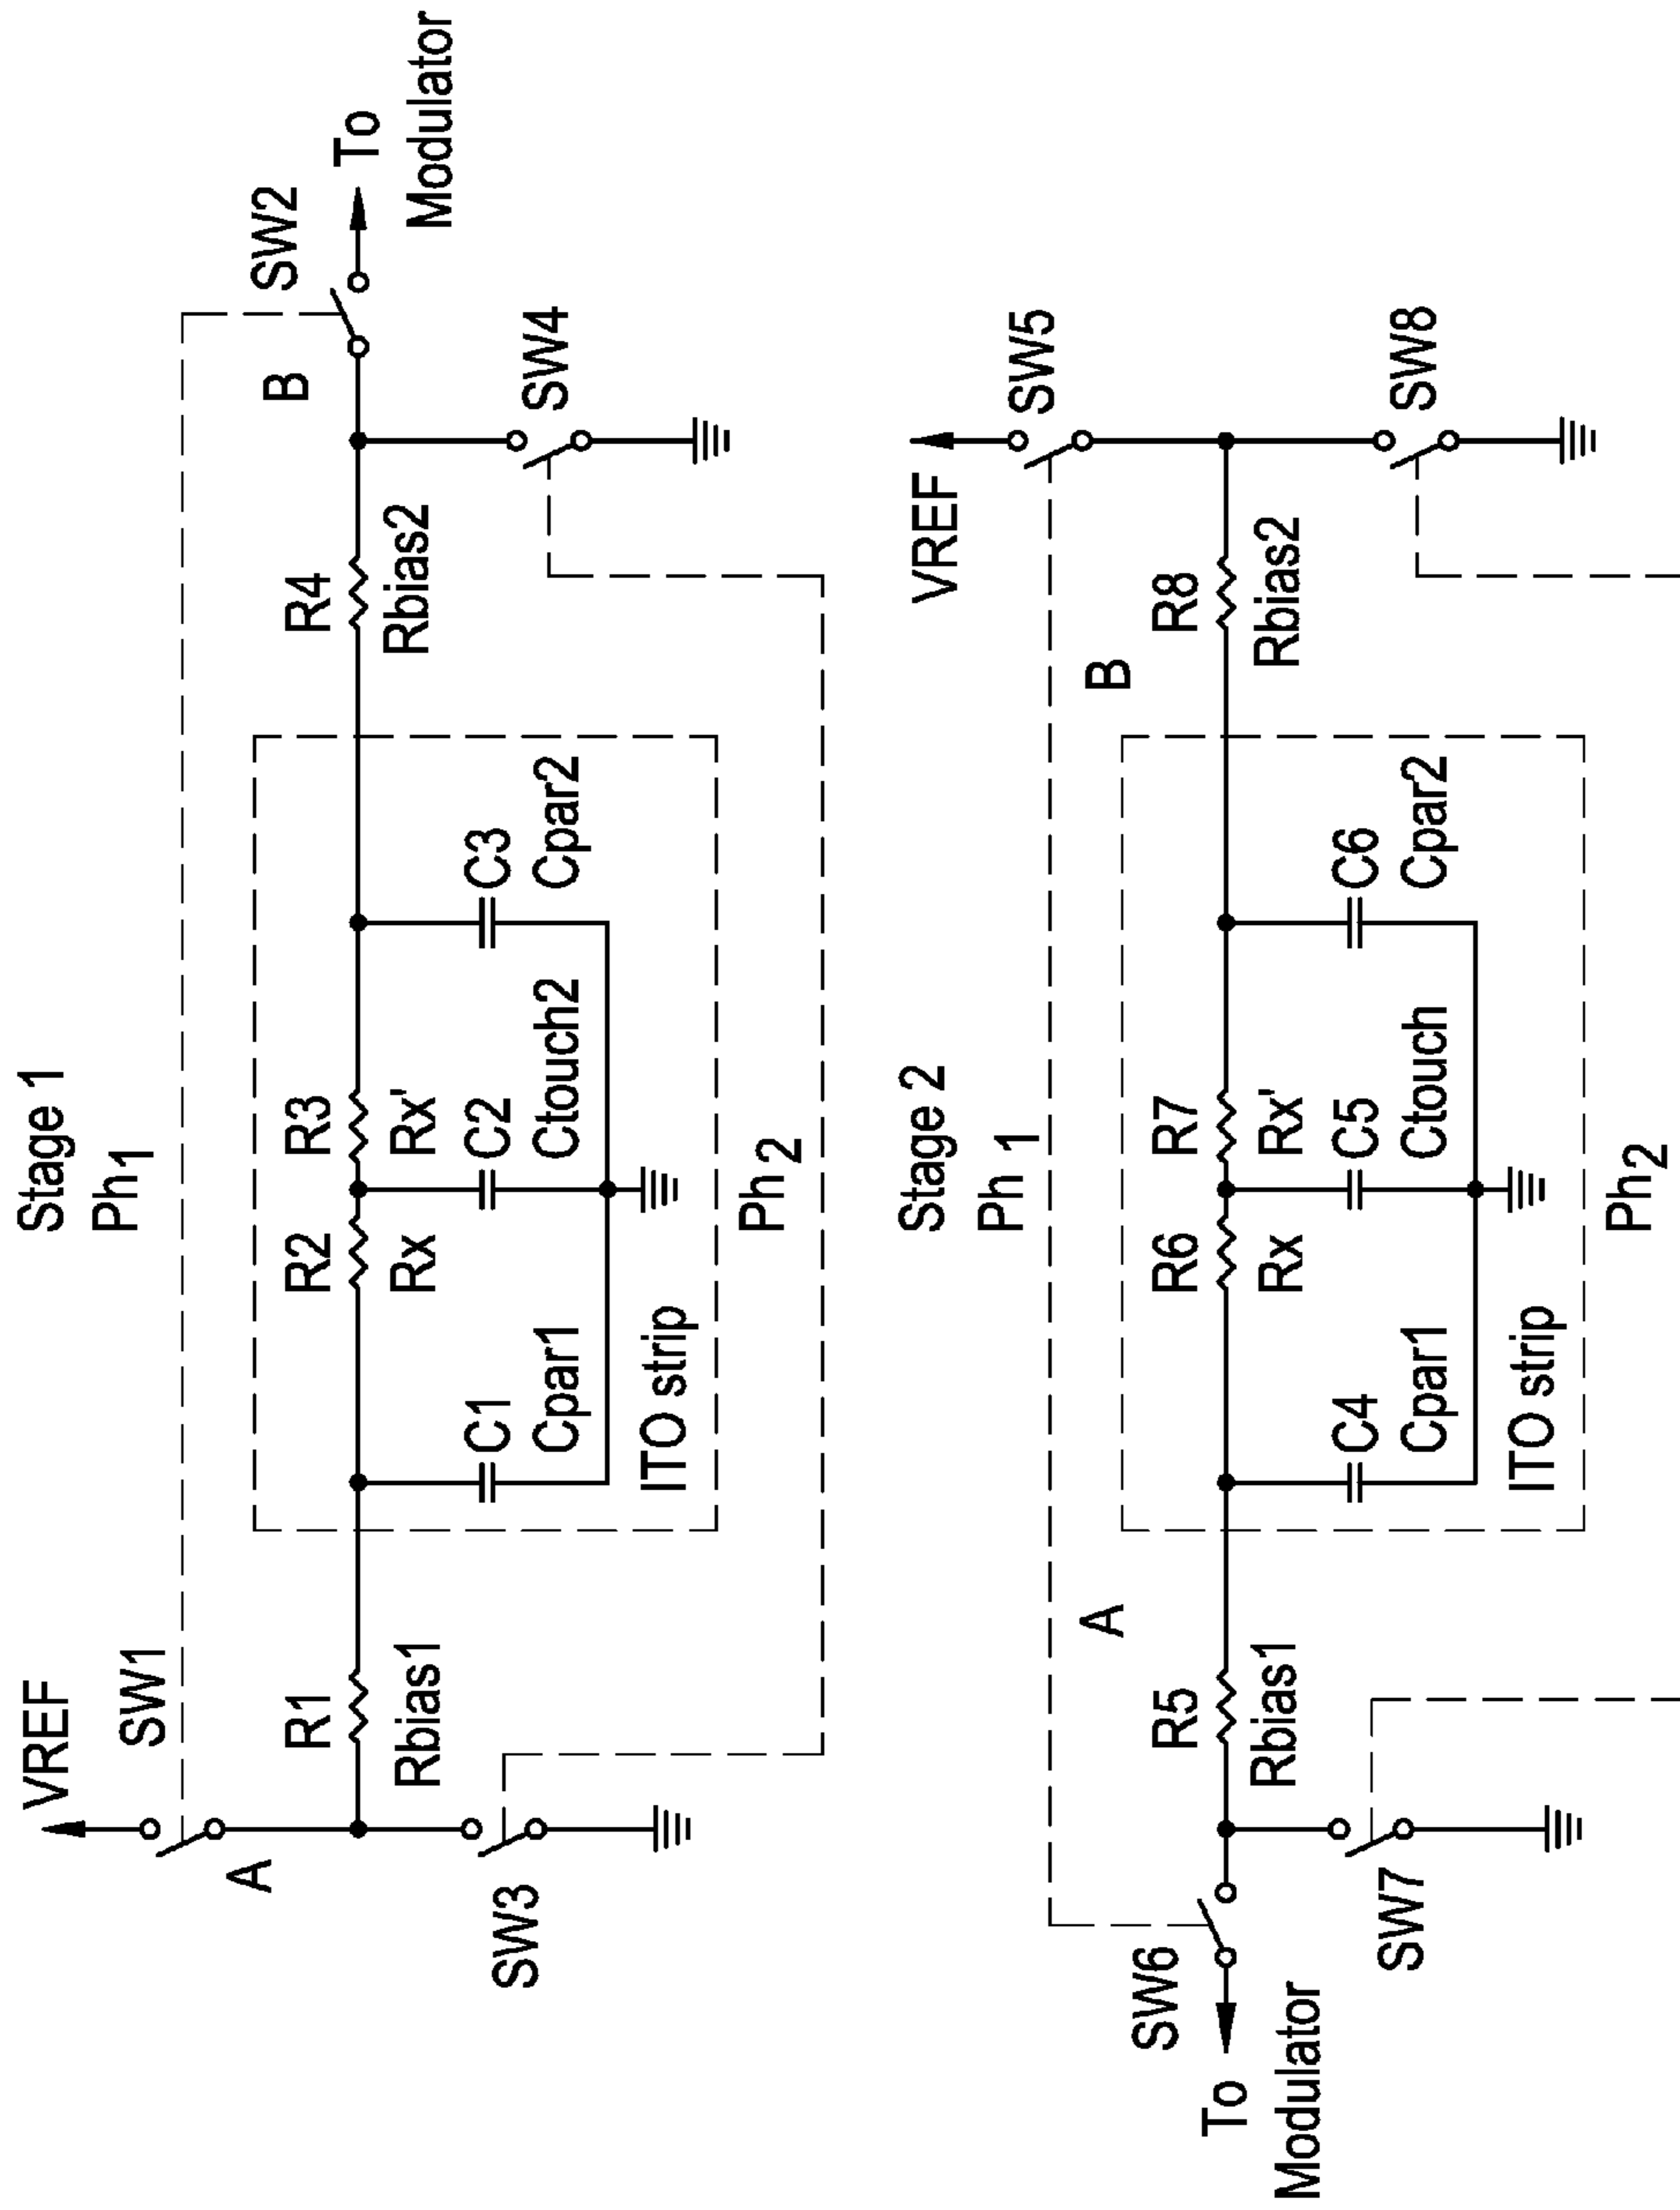 Stage 1
Ph1
VREF
SW1
A
SW3
R1
Rbias1
R2
Rx
R3
Rx'
C1
Cpar1
C2
Ctouch2
C3
Cpar2
ITO strip
Ph2
R4
Rbias2
B
SW2
To
Modulator
SW4
Stage 2
Ph 1
To
Modulator
SW6
SW7
A
R5
Rbias1
R6
Rx
R7
Rx'
C4
Cpar1
C5
Ctouch
C6
Cpar2
ITO strip
Ph2
B
R8
Rbias2
VREF
SW5
SW8